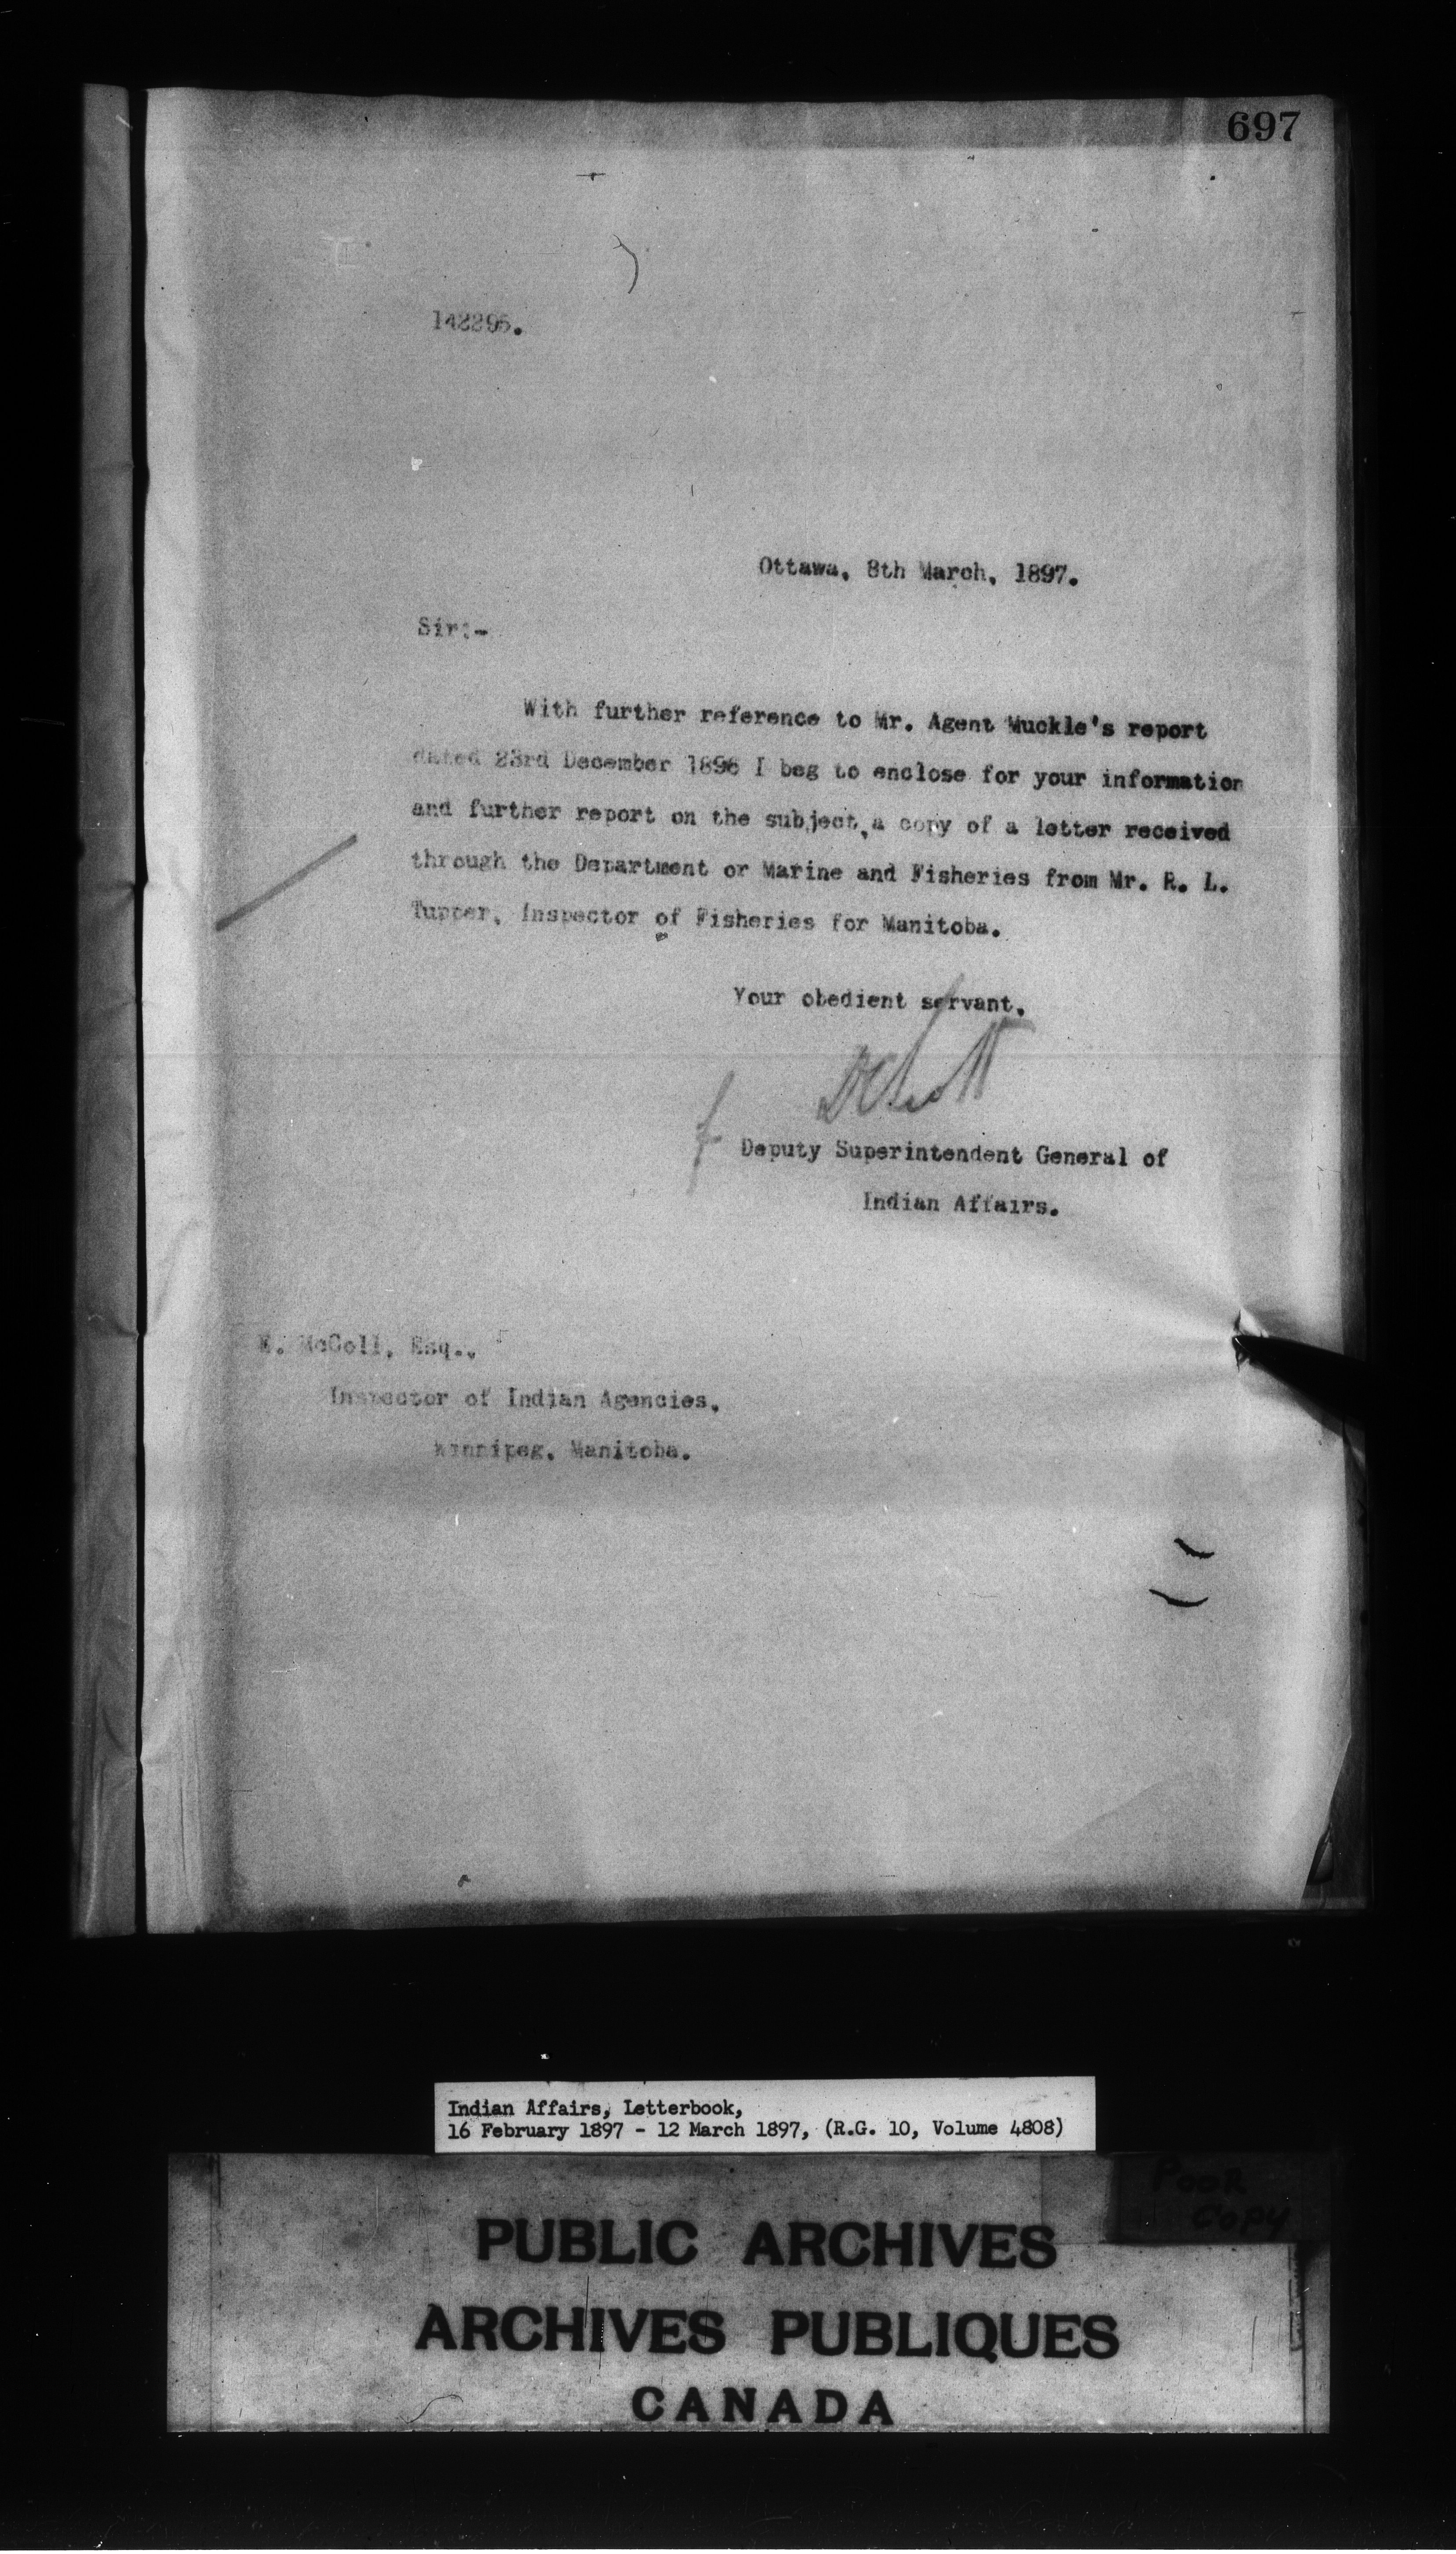 697
142295.
Ottawa, 8th March, 1897.
Sir:-
With further reference to Mr. Agent Muckle's report
dated 23rd December 1896 I beg to enclose for your information
and further report on the subject, a copy of a letter received
through the Department or Marine and Fisheries from Mr. R. L.
Tupper, Inspector of Fisheries for Manitoba.
Your obedient servant,
D C Scott
f Deputy Superintendent General of
Indian Affairs.
E. McColl, Esq.,
Inspector of Indian Agencies,
Winnipeg, Manitoba.
Indian Affairs, Letterbook,
16 February 1897 - 12 March 1897, (R.G. 10, Volume 4808)
Poor
Copy
PUBLIC ARCHIVES
ARCHIVES PUBLIQUES
CANADA